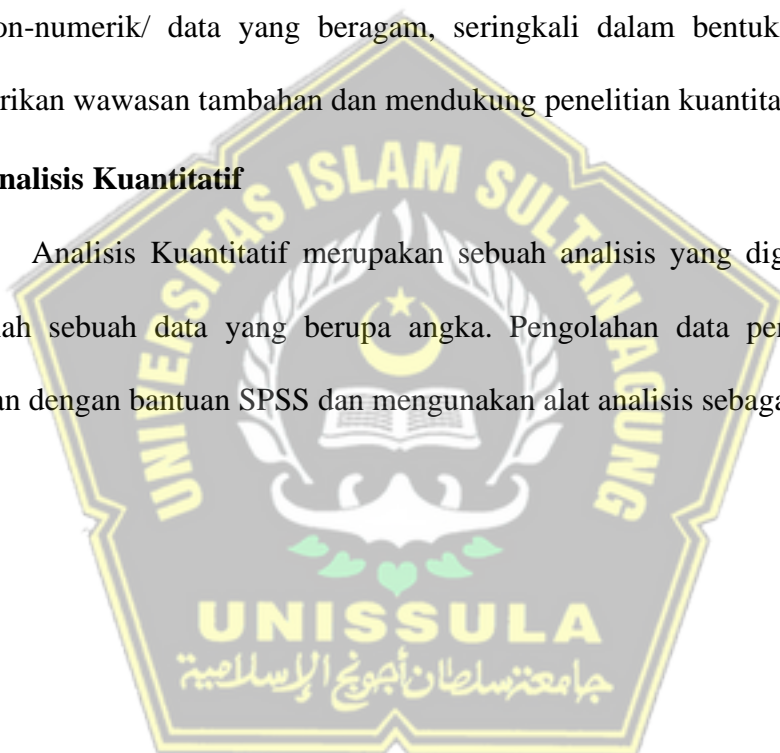 on-numerik/ data yang beragam, seringkali dalam bentuk
rikan wawasan tambahan dan mendukung penelitian kuantita
nalisis Kuantitatif
Analisis Kuantitatif merupakan sebuah analisis yang dig
ah sebuah data yang berupa angka. Pengolahan data pe
an dengan bantuan SPSS dan mengunakan alat analisis sebaga
UNIVERSITAS ISLAM SULTAN AGUNG
UNISSULA
جامعة سلطان أجونج الإسلامية